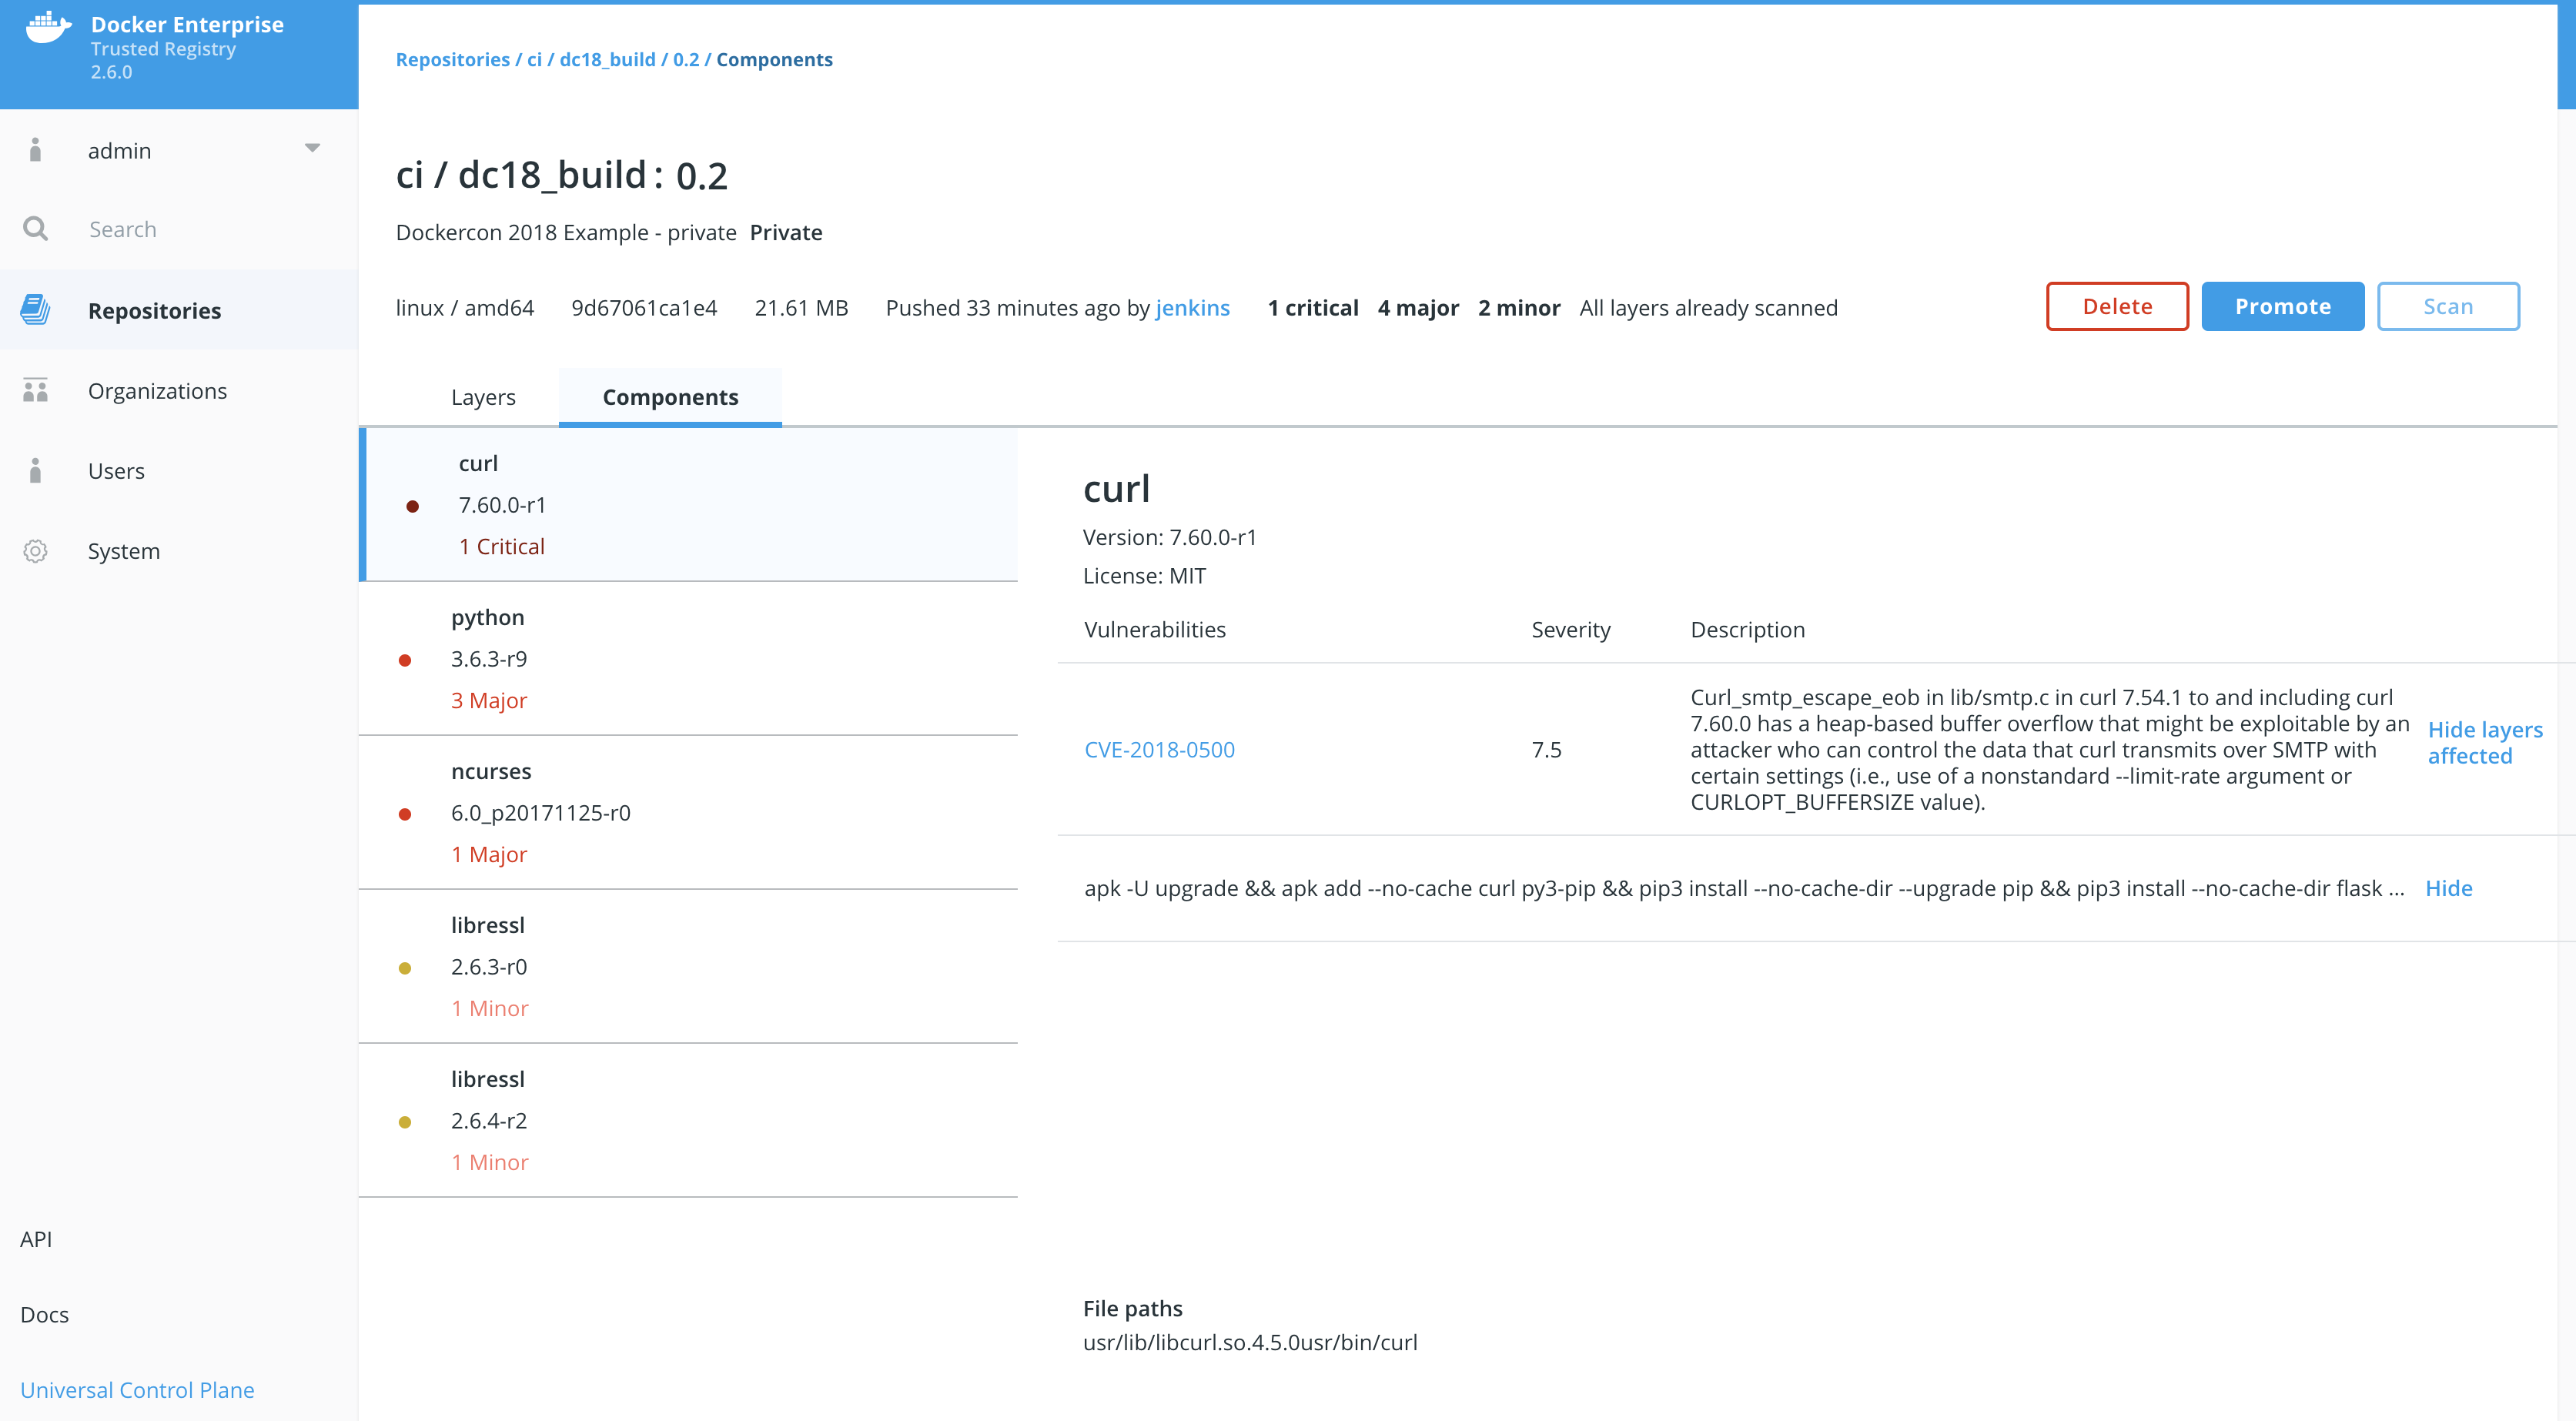 Docker Enterprise
Trusted Registry
2.6.0
admin
Search
Repositories
Organizations
Users
System
API
Docs
Universal Control Plane
Repositories / ci / dc18_build / 0.2 / Components
ci / dc18_build : 0.2
Dockercon 2018 Example - private Private
linux / amd64 9d67061ca1e4 21.61 MB Pushed 33 minutes ago by jenkins 1 critical 4 major 2 minor All layers already scanned
Delete Promote Scan
Layers Components
curl
7.60.0-r1
1 Critical
python
3.6.3-r9
3 Major
ncurses
6.0_p20171125-r0
1 Major
libressl
2.6.3-r0
1 Minor
libressl
2.6.4-r2
1 Minor
curl
Version: 7.60.0-r1
License: MIT
Vulnerabilities Severity Description
CVE-2018-0500 7.5
Curl_smtp_escape_eob in lib/smtp.c in curl 7.54.1 to and including curl
7.60.0 has a heap-based buffer overflow that might be exploitable by an
attacker who can control the data that curl transmits over SMTP with
certain settings (i.e., use of a nonstandard --limit-rate argument or
CURLOPT_BUFFERSIZE value).
Hide layers
affected
apk -U upgrade && apk add --no-cache curl py3-pip && pip3 install --no-cache-dir --upgrade pip && pip3 install --no-cache-dir flask ... Hide
File paths
usr/lib/libcurl.so.4.5.0usr/bin/curl